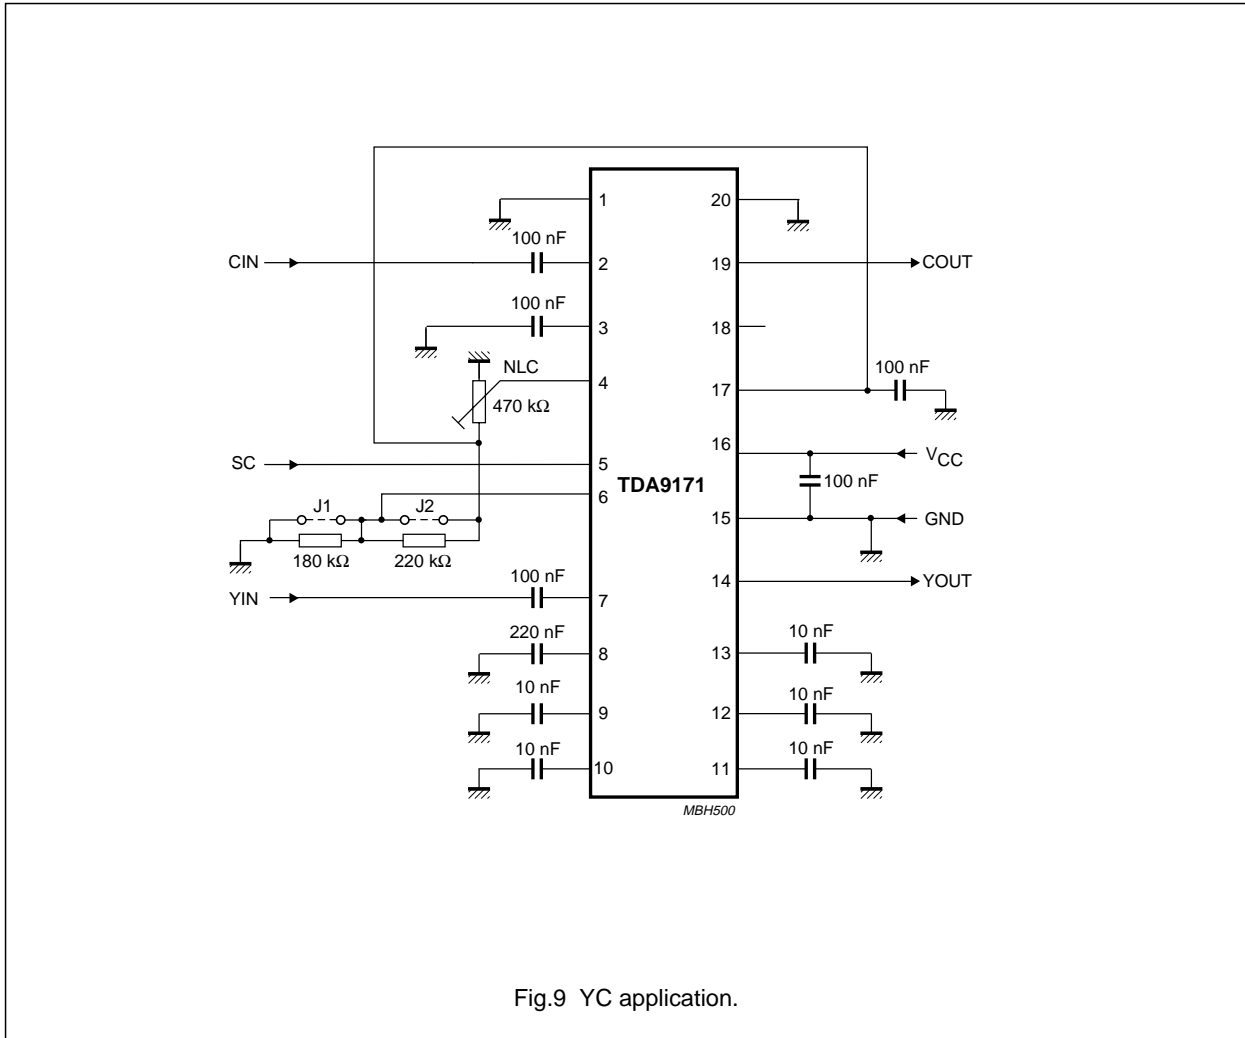 1
20
100 nF
CIN
2
19
COUT
100 nF
3
18
NLC
4
100 nF
17
470 kΩ
16
VCC
SC
5
TDA9171
100 nF
6
J1
J2
15
GND
180 kΩ
220 kΩ
100 nF
14
YOUT
YIN
7
220 nF
10 nF
8
13
10 nF
10 nF
9
12
10 nF
10 nF
10
11
MBH500
Fig.9 YC application.